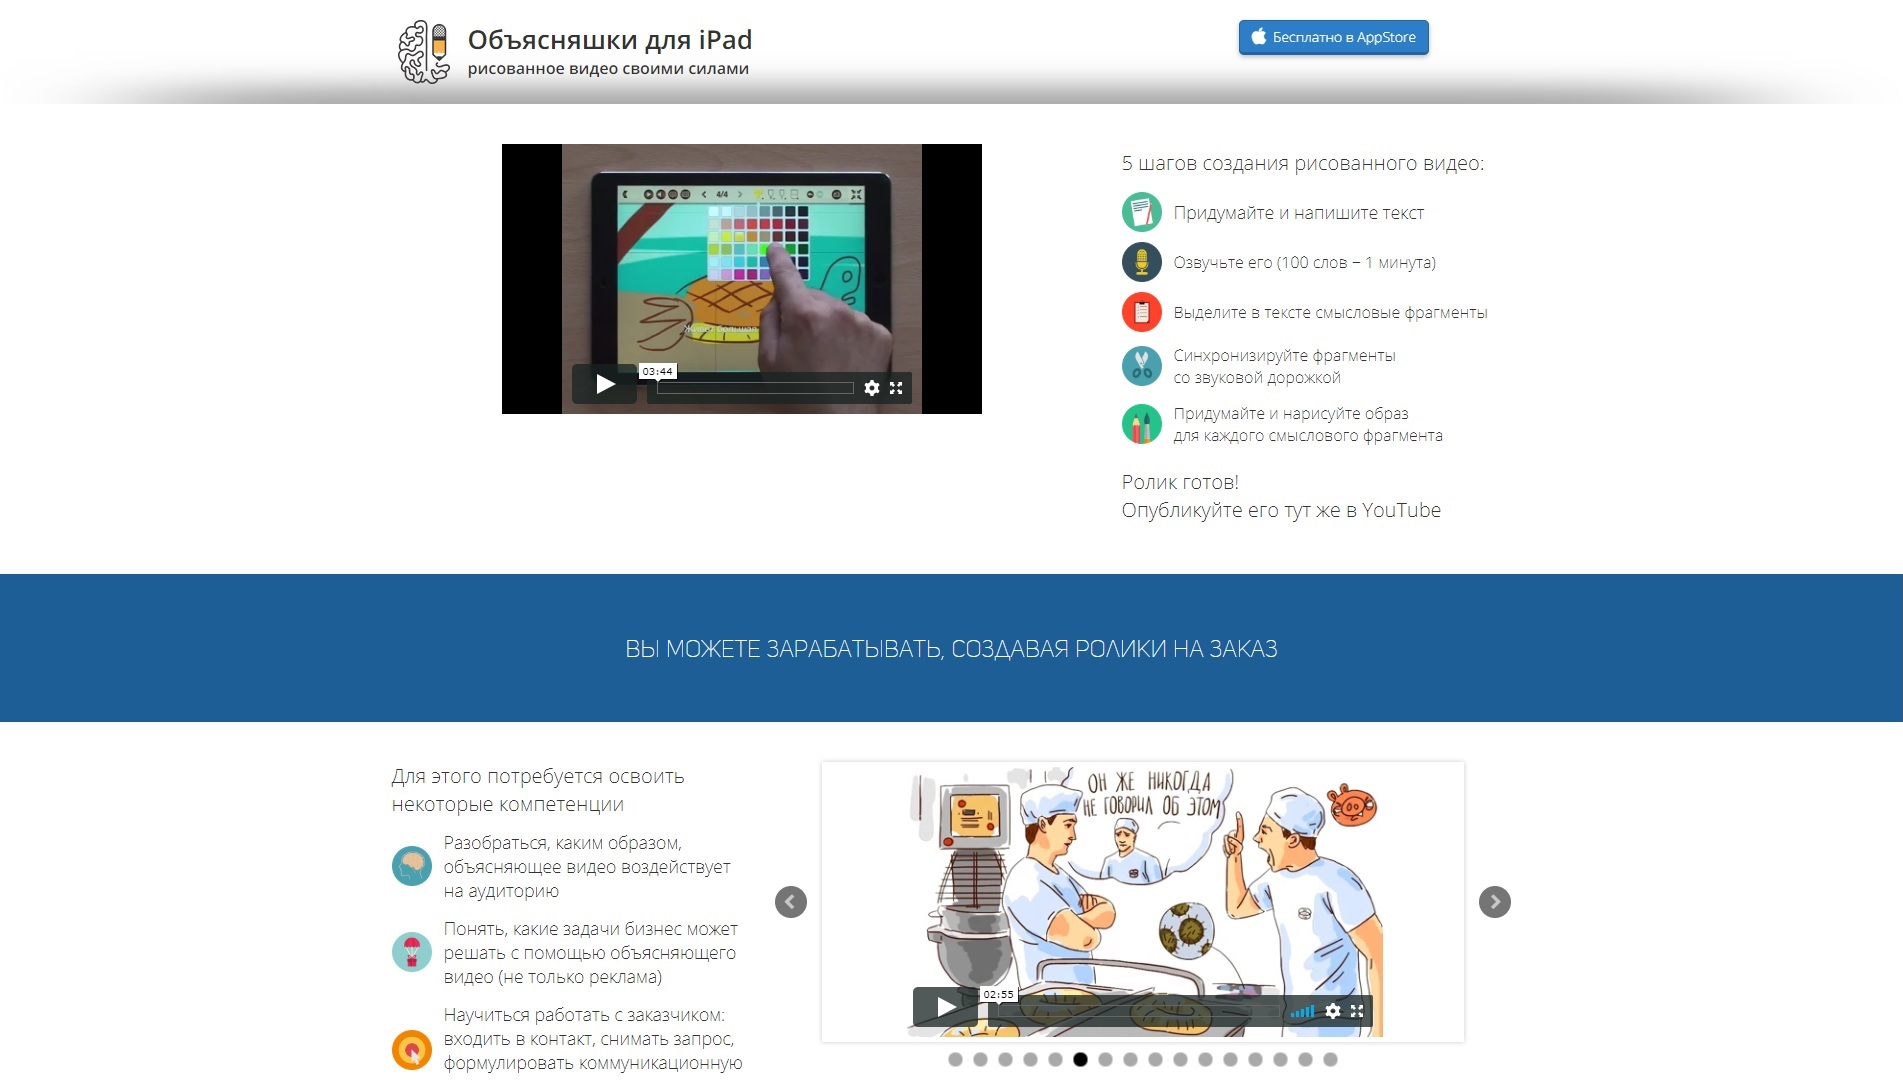 Объясняшки для iPad
рисованное видео своими силами
Бесплатно в AppStore
4/4
03:44
5 шагов создания рисованного видео:
Придумайте и напишите текст
Озвучьте его (100 слов – 1 минута)
Выделите в тексте смысловые фрагменты
Синхронизируйте фрагменты
со звуковой дорожкой
Придумайте и нарисуйте образ
для каждого смыслового фрагмента
Ролик готов!
Опубликуйте его тут же в YouTube
ВЫ МОЖЕТЕ ЗАРАБАТЫВАТЬ, СОЗДАВАЯ РОЛИКИ НА ЗАКАЗ
Для этого потребуется освоить
некоторые компетенции
Разобраться, каким образом,
объясняющее видео воздействует
на аудиторию
Понять, какие задачи бизнес может
решать с помощью объясняющего
видео (не только реклама)
Научиться работать с заказчиком:
входить в контакт, снимать запрос,
формулировать коммуникационную
ОН ЖЕ НИКОГДА
НЕ ГОВОРИЛ ОБ ЭТОМ
02:55